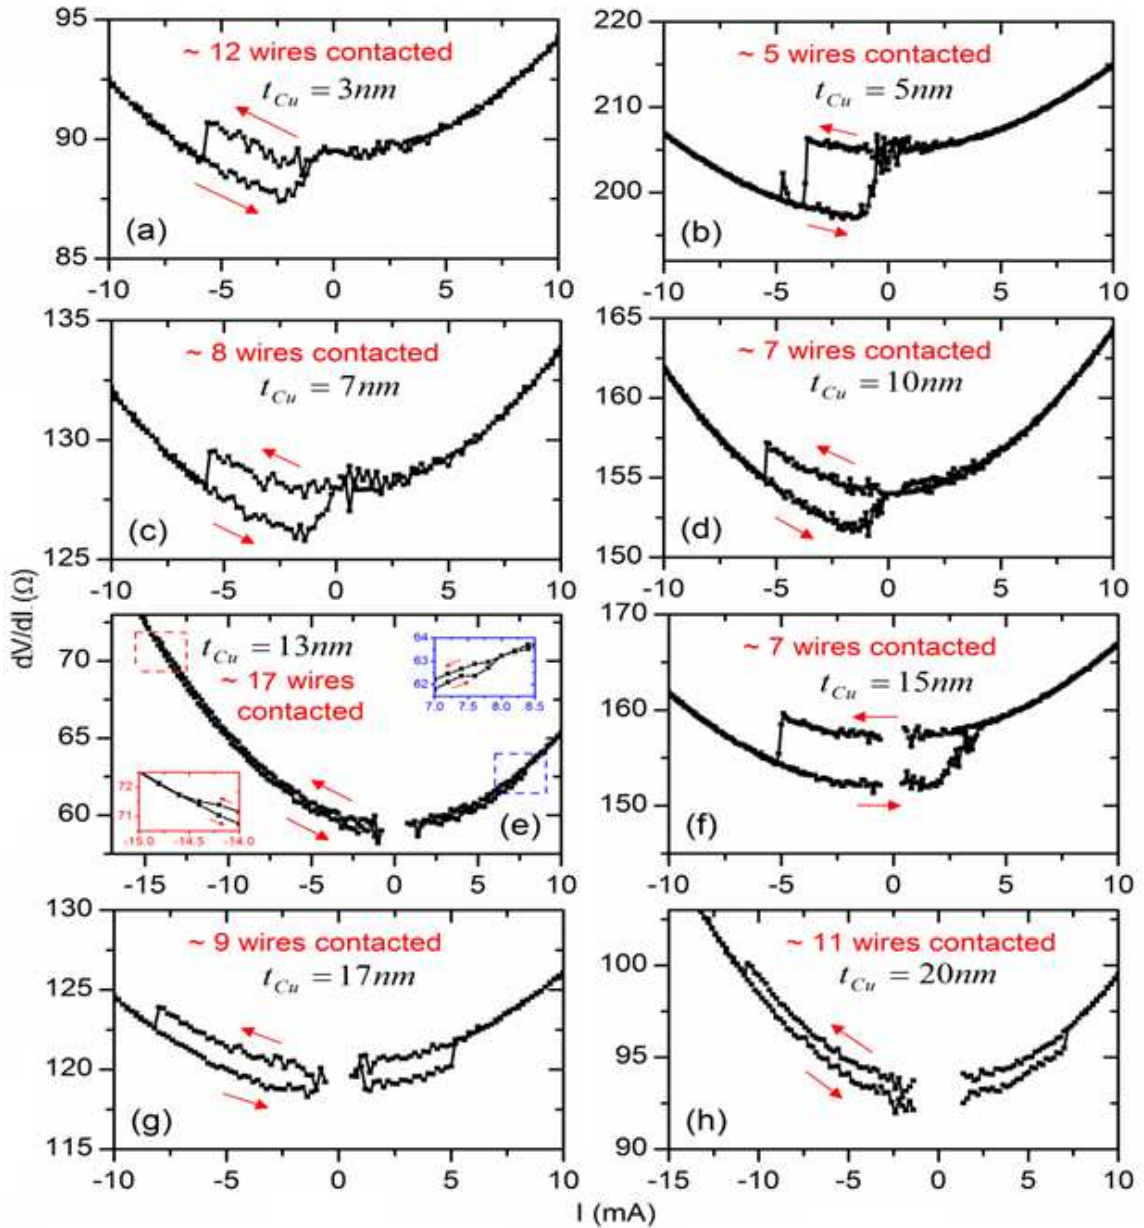 95
90
85
~ 12 wires contacted
t_Cu = 3nm
(a)
-10 -5 0 5 10
220
210
200
~ 5 wires contacted
t_Cu = 5nm
(b)
-10 -5 0 5 10
135
130
125
~ 8 wires contacted
t_Cu = 7nm
(c)
-10 -5 0 5 10
165
160
155
150
~ 7 wires contacted
t_Cu = 10nm
(d)
-10 -5 0 5 10
dV/dI (Ω)
70
65
60
t_Cu = 13nm
~ 17 wires
contacted
64
63
62
7.0 7.5 8.0 8.5
72
71
-15.0 -14.5 -14.0
(e)
-15 -10 -5 0 5 10
170
160
150
~ 7 wires contacted
t_Cu = 15nm
(f)
-10 -5 0 5 10
130
125
120
115
~ 9 wires contacted
t_Cu = 17nm
(g)
-10 -5 0 5 10
100
95
90
~ 11 wires contacted
t_Cu = 20nm
(h)
-15 -10 -5 0 5 10
I (mA)